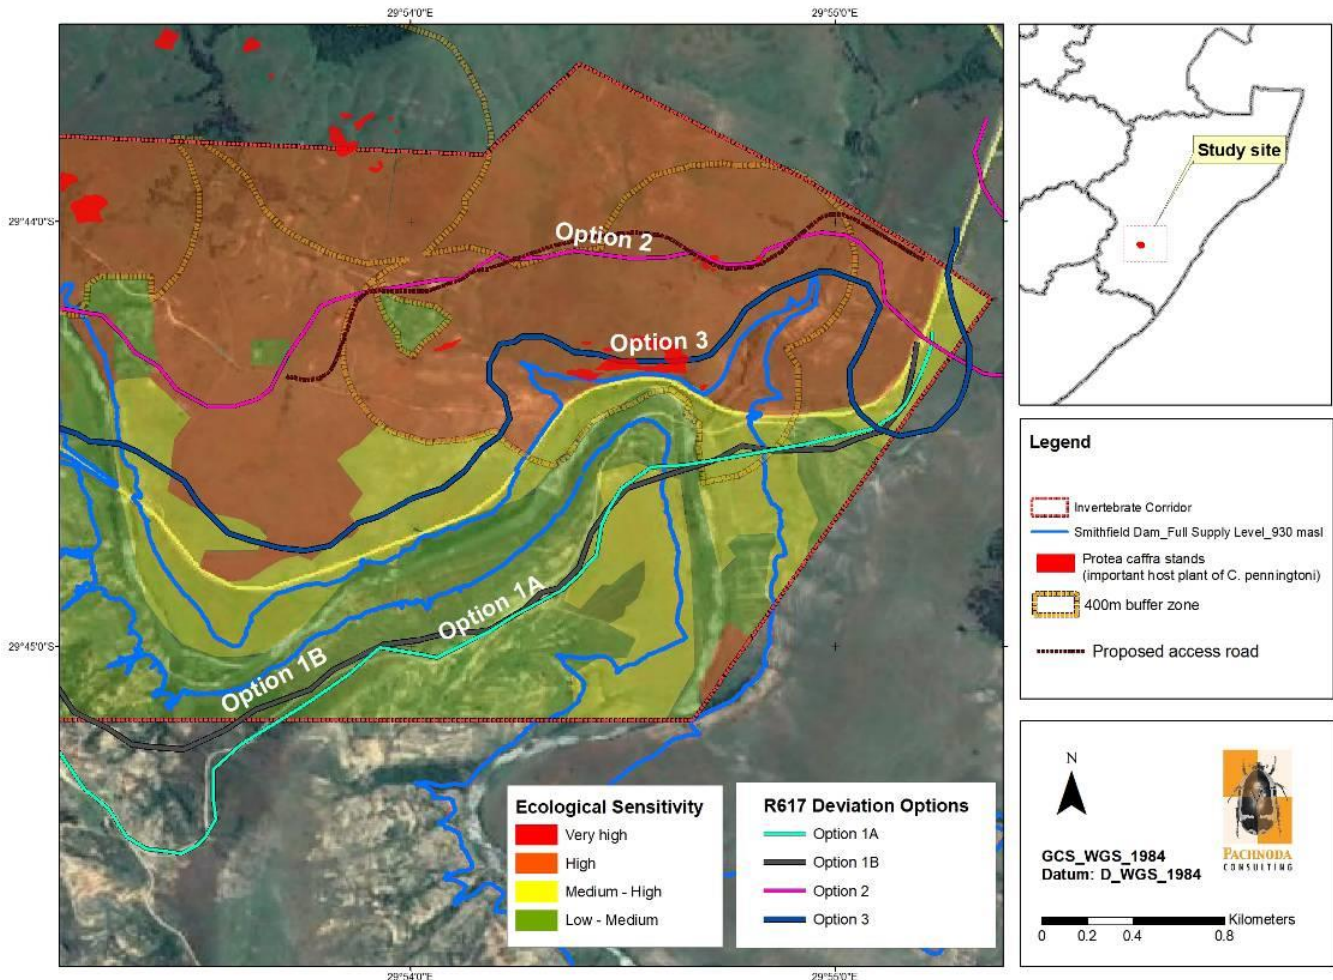 29°54'0"E
29°55'0"E
29°44'0"S
29°45'0"S
Option 2
Option 3
Option 1A
Option 1B
Study site
Legend
Invertebrate Corridor
Smithfield Dam_Full Supply Level_930 masl
Protea caffra stands
(important host plant of C. penningtoni)
400m buffer zone
Proposed access road
Ecological Sensitivity
Very high
High
Medium - High
Low - Medium
R617 Deviation Options
Option 1A
Option 1B
Option 2
Option 3
N
GCS_WGS_1984
Datum: D_WGS_1984
PACHNODA
CONSULTING
Kilometers
0 0.2 0.4 0.8
29°54'0"E
29°55'0"E